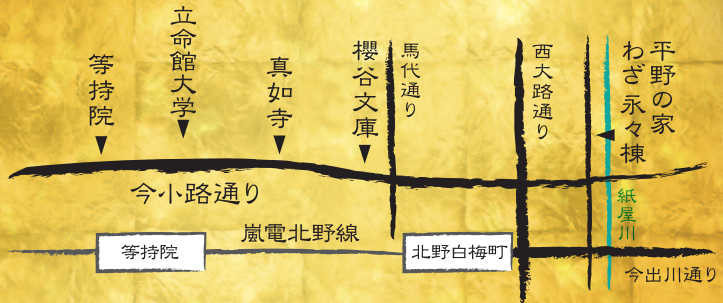 等持院
立命館大学
真如寺
櫻谷文庫
馬代通り
西大路通り
平野の家
わざ 永々棟
今小路通り
紙屋川
嵐電北野線
等持院
北野白梅町
今出川通り